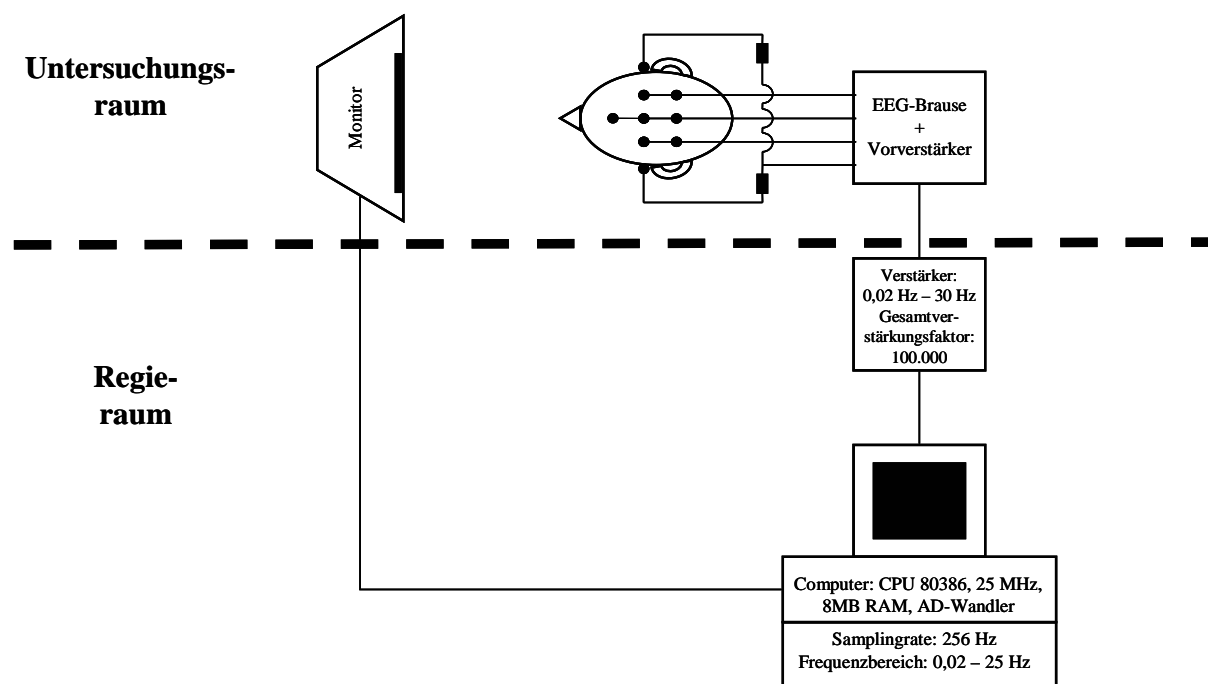 Untersuchungs-
raum
Monitor
EEG-Brause
+
Vorverstärker
Verstärker:
0,02 Hz – 30 Hz
Gesamtver-
stärkungsfaktor:
100.000
Regie-
raum
Computer: CPU 80386, 25 MHz,
8MB RAM, AD-Wandler
Samplingrate: 256 Hz
Frequenzbereich: 0,02 – 25 Hz